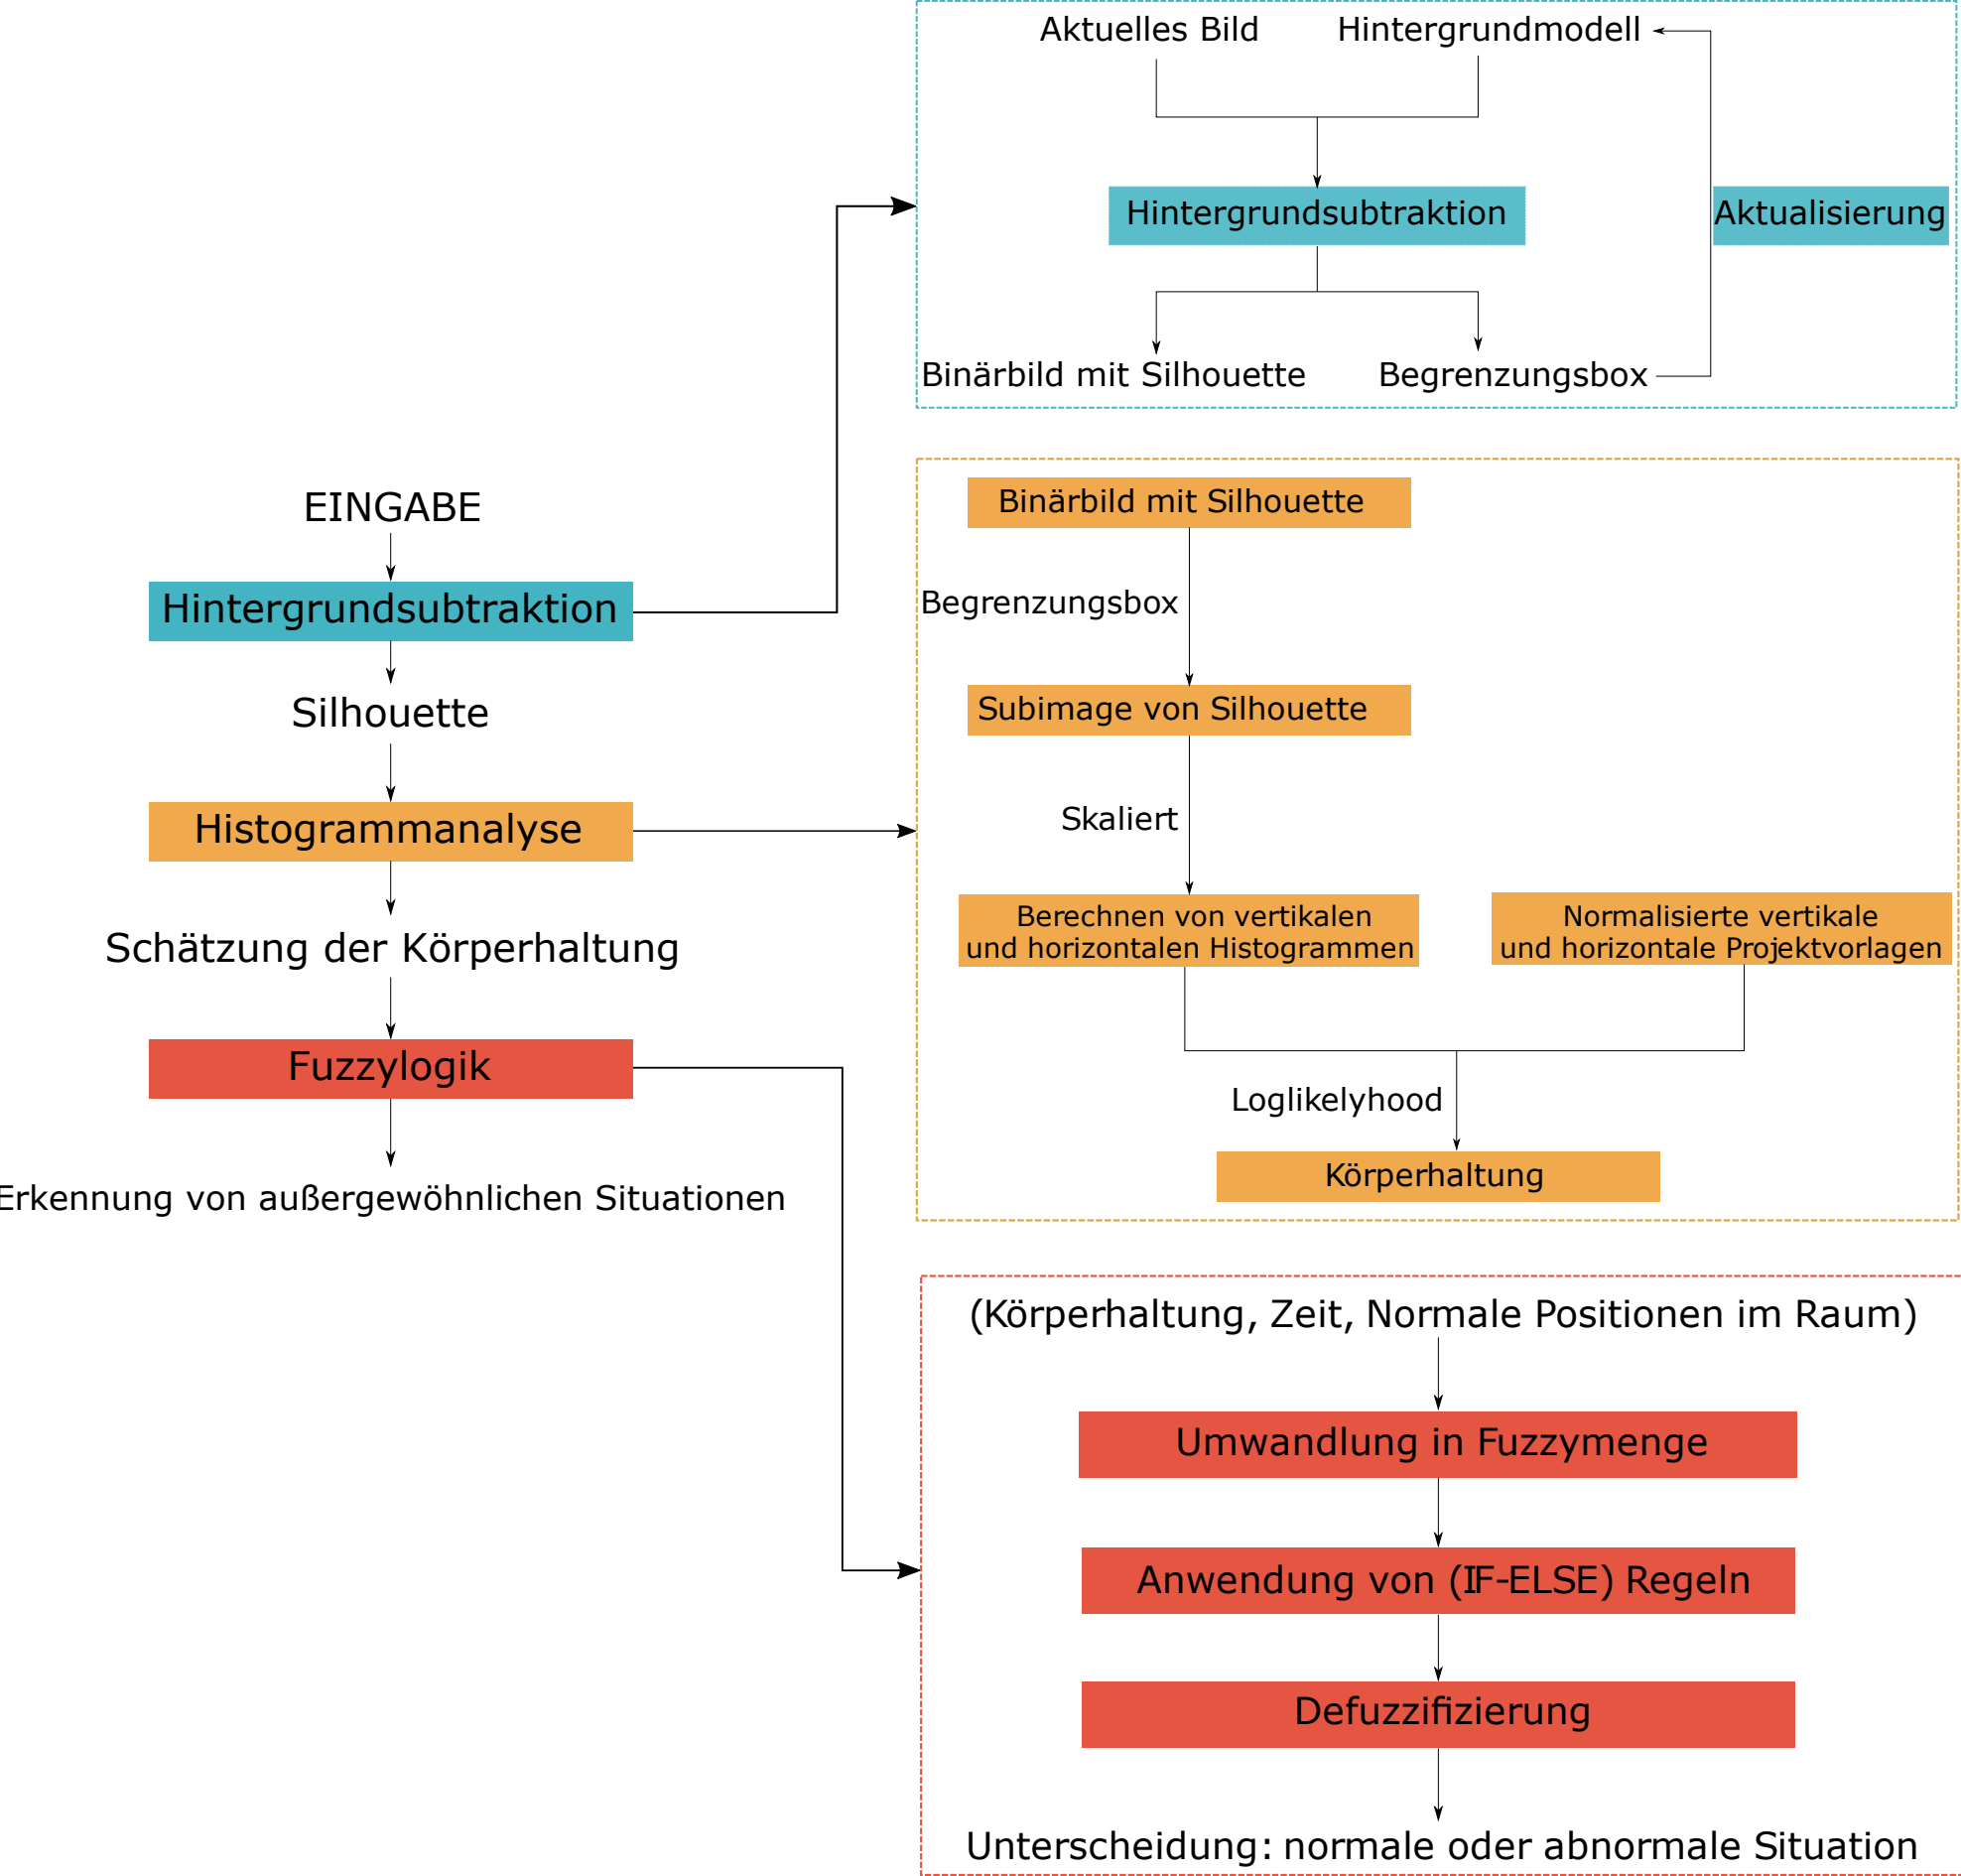 Aktuelles Bild
Hintergrundmodell
Hintergrundsubtraktion
Aktualisierung
Binärbild mit Silhouette
Begrenzungsbox
EINGABE
Hintergrundsubtraktion
Silhouette
Histogrammanalyse
Schätzung der Körperhaltung
Fuzzylogik
Erkennung von außergewöhnlichen Situationen
Binärbild mit Silhouette
Begrenzungsbox
Subimage von Silhouette
Skaliert
Berechnen von vertikalen
und horizontalen Histogrammen
Normalisierte vertikale
und horizontale Projektvorlagen
Loglikelyhood
Körperhaltung
(Körperhaltung, Zeit, Normale Positionen im Raum)
Umwandlung in Fuzzymenge
Anwendung von (IF-ELSE) Regeln
Defuzzifizierung
Unterscheidung: normale oder abnormale Situation